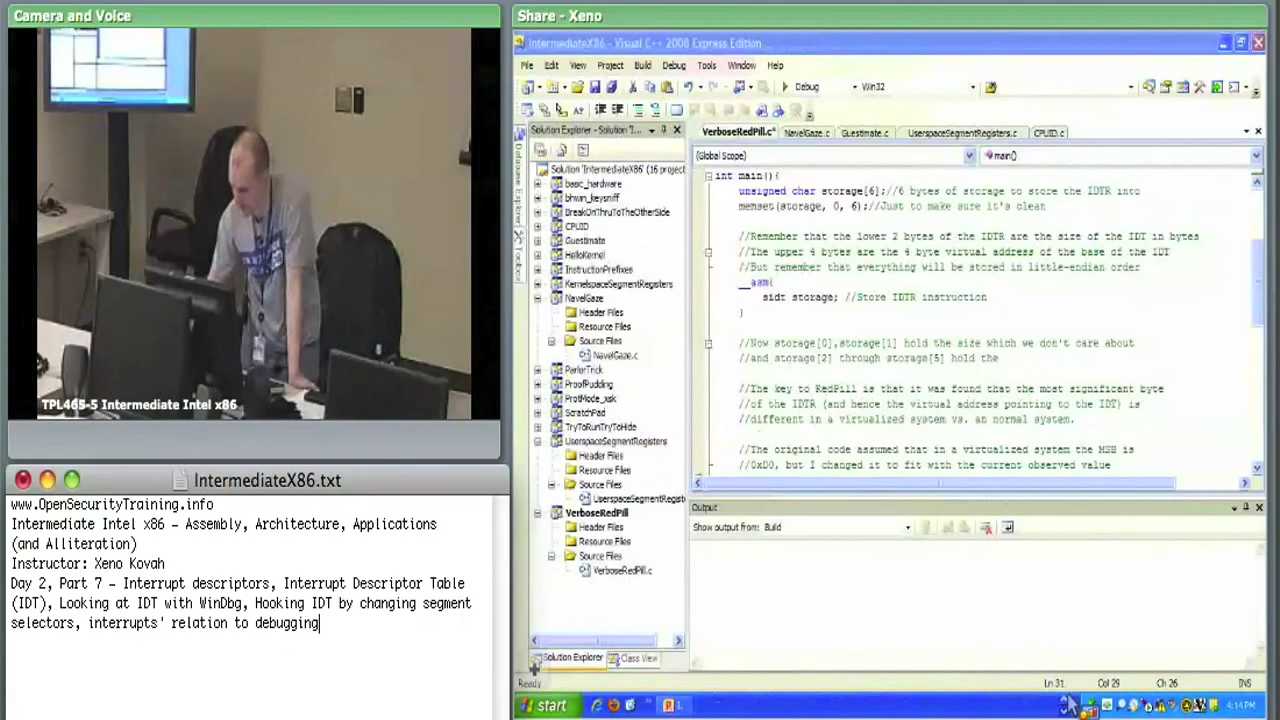 Camera and Voice
TPL465-5 Intermediate Intel x86
IntermediateX86.txt
www.OpenSecurityTraining.info
Intermediate Intel x86 – Assembly, Architecture, Applications
(and Alliteration)
Instructor: Xeno Kovah
Day 2, Part 7 – Interrupt descriptors, Interrupt Descriptor Table
(IDT), Looking at IDT with WinDbg, Hooking IDT by changing segment
selectors, interrupts' relation to debugging
Share - Xeno
IntermediateX86 - Visual C++ 2008 Express Edition
File Edit View Project Build Debug Tools Window Help
Debug Win32
Solution Explorer - Solution 'I...
VerboseRedPill.c* NavelGaze.c Guestimate.c UserspaceSegmentRegisters.c CPUID.c
(Global Scope) main()
Database Explorer
Toolbox
Solution 'IntermediateX86' (16 project
basic_hardware
bhwin_keysniff
BreakOnThruToTheOtherSide
CPUID
Guestimate
HelloKernel
InstructionPrefixes
KernelspaceSegmentRegisters
NavelGaze
Header Files
Resource Files
Source Files
NavelGaze.c
ParlorTrick
ProofPudding
ProtMode_xsk
ScratchPad
TryToRunTryToHide
UserspaceSegmentRegisters
Header Files
Resource Files
Source Files
UserspaceSegmentRegist
VerboseRedPill
Header Files
Resource Files
Source Files
VerboseRedPill.c
Solution Explorer Class View
int main(){
unsigned char storage[6];//6 bytes of storage to store the IDTR into
memset(storage, 0, 6);//Just to make sure it's clean
//Remember that the lower 2 bytes of the IDTR are the size of the IDT in bytes
//The upper 4 bytes are the 4 byte virtual address of the base of the IDT
//But remember that everything will be stored in little-endian order
__asm{
sidt storage; //Store IDTR instruction
}
//Now storage[0],storage[1] hold the size which we don't care about
//and storage[2] through storage[5] hold the
//The key to RedPill is that it was found that the most significant byte
//of the IDTR (and hence the virtual address pointing to the IDT) is
//different in a virtualized system vs. an normal system.
//The original code assumed that in a virtualized system the MSB is
//0xD0, but I changed it to fit with the current observed value
Output
Show output from: Build
Ready Ln 31 Col 29 Ch 26 INS
start 4:14 PM